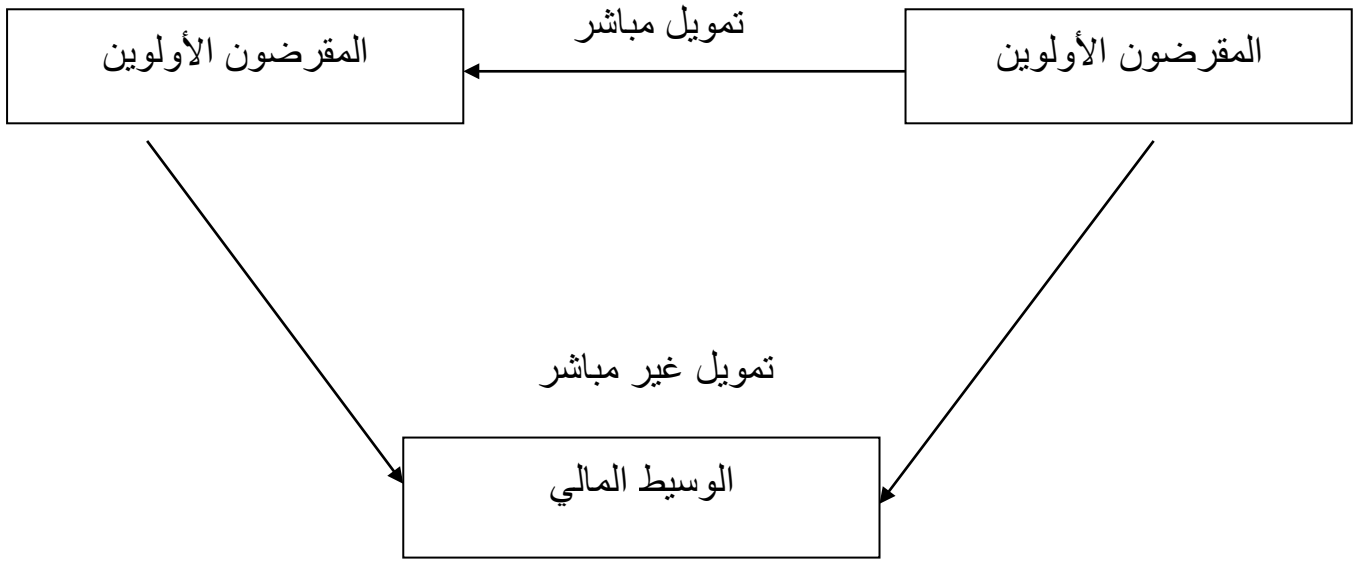 تمويل مباشر
المقرضون الأولوين
المقرضون الأولوين
تمويل غير مباشر
الوسيط المالي